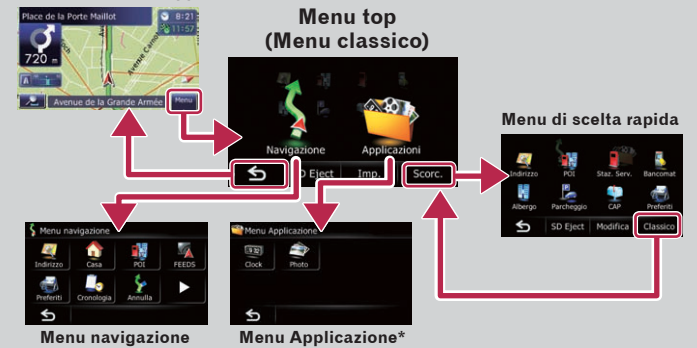 Place de la Porte Maillot
8:21
11:57
720 m
Avenue de la Grande Armée
Menu
Menu top
(Menu classico)
Navigazione
Applicazioni
SD Eject
Imp.
Scorc.
Menu di scelta rapida
Indirizzo
POI
Staz. Serv.
Bancomat
Albergo
Parcheggio
CAP
Preferiti
SD Eject
Modifica
Classico
Menu navigazione
Indirizzo
Casa
POI
FEEDS
Preferiti
Cronologia
Annulla
Menu navigazione
Menu Applicazione
Clock
Photo
Menu Applicazione*